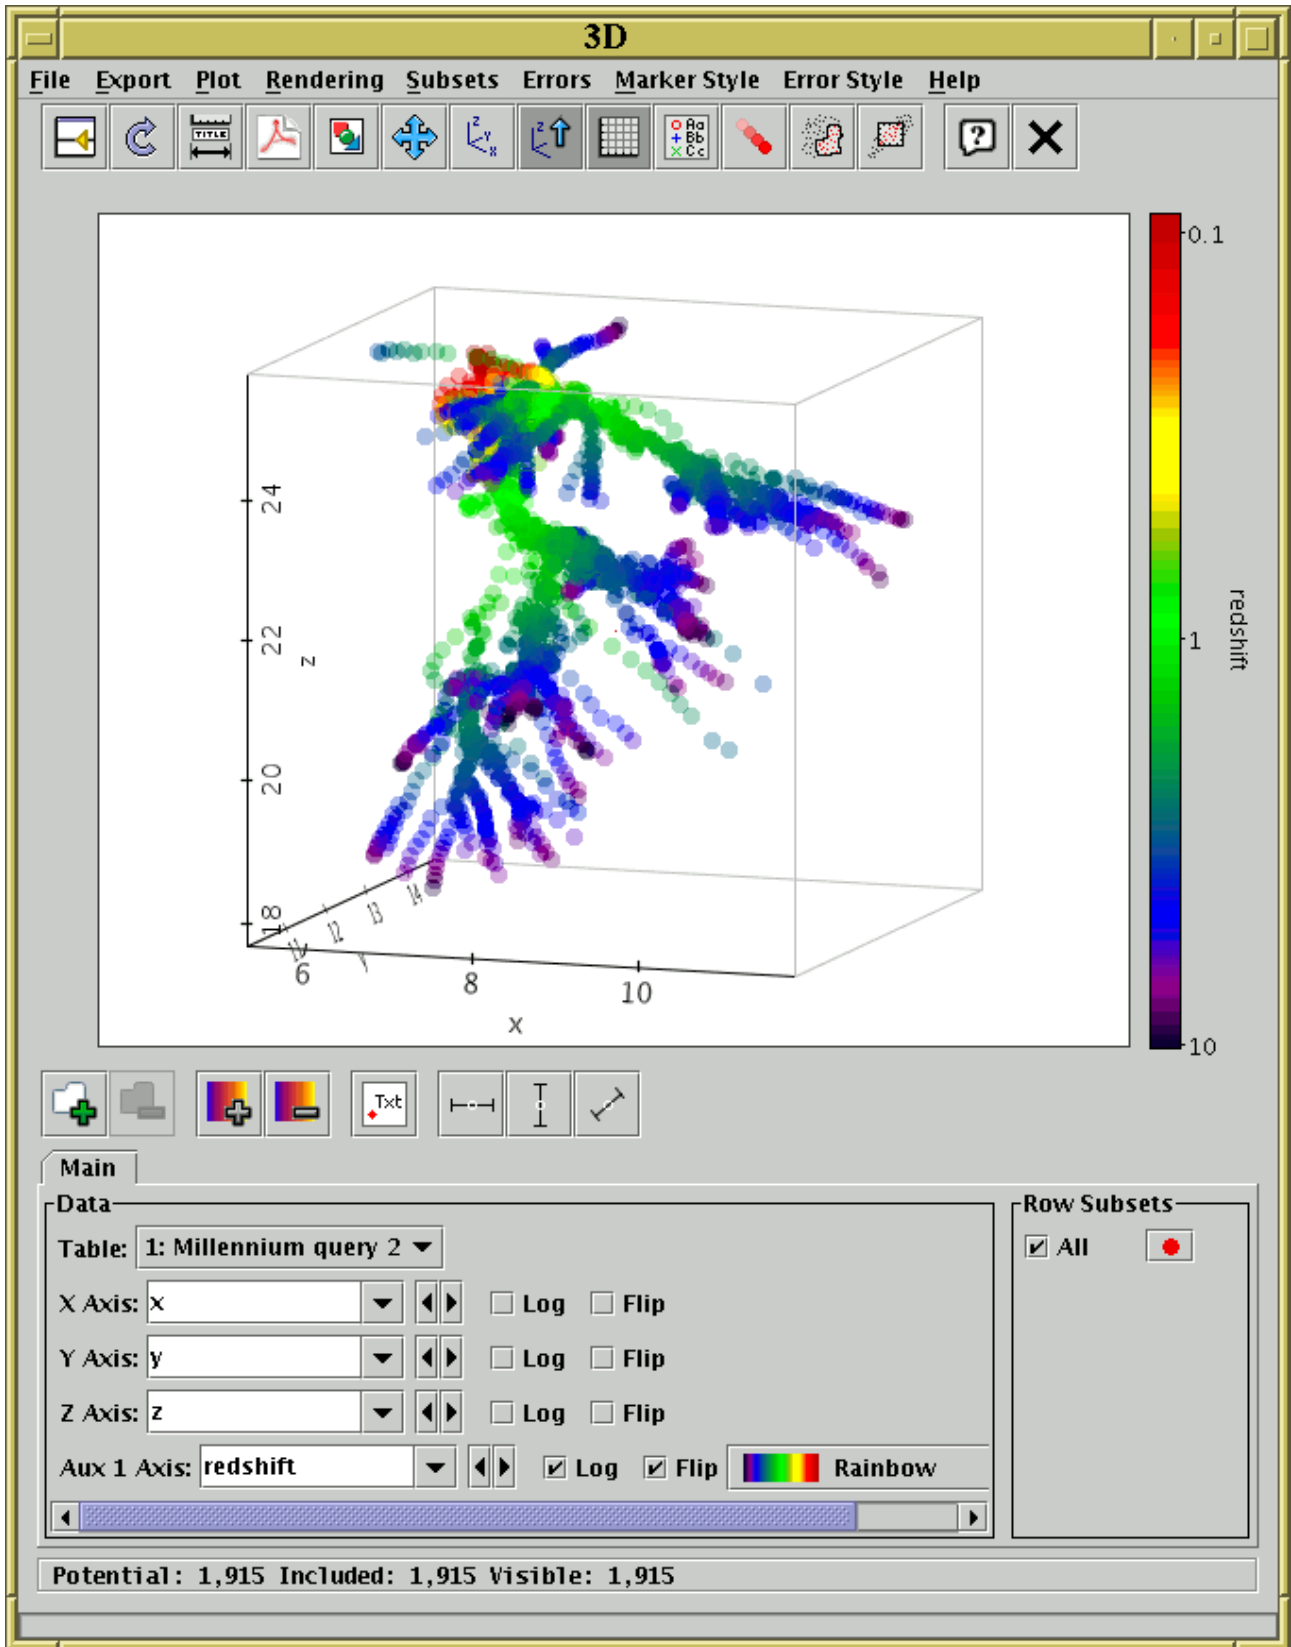 3D
File Export Plot Rendering Subsets Errors Marker Style Error Style Help
TITLE
Z Y X
Z
Aa
Bb
Cc
?
0.1
24
22
z
20
18
14
13
12
11
y
6
8
10
x
1
redshift
10
Txt
Main
Data
Row Subsets
Table: 1: Millennium query 2
All
X Axis: x Log Flip
Y Axis: y Log Flip
Z Axis: z Log Flip
Aux 1 Axis: redshift Log Flip Rainbow
Potential: 1,915 Included: 1,915 Visible: 1,915